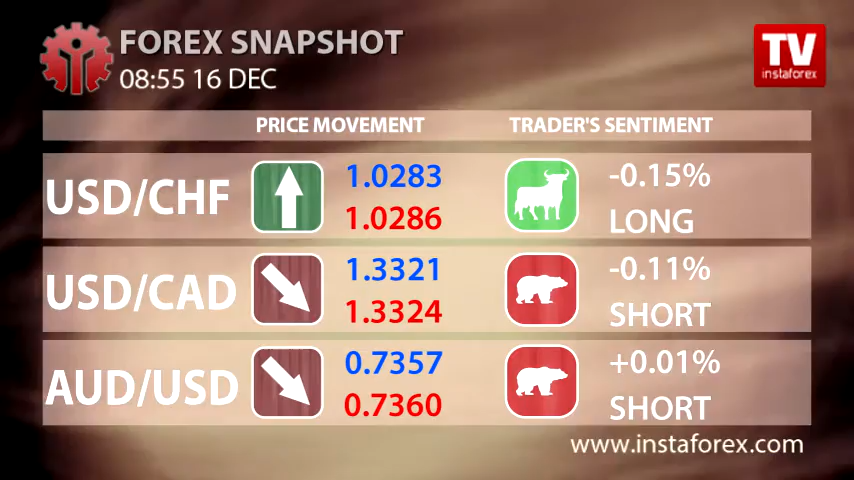 FOREX SNAPSHOT
08:55 16 DEC
TV
instaforex
PRICE MOVEMENT TRADER'S SENTIMENT
USD/CHF
1.0283
1.0286
-0.15%
LONG
USD/CAD
1.3321
1.3324
-0.11%
SHORT
AUD/USD
0.7357
0.7360
+0.01%
SHORT
www.instaforex.com